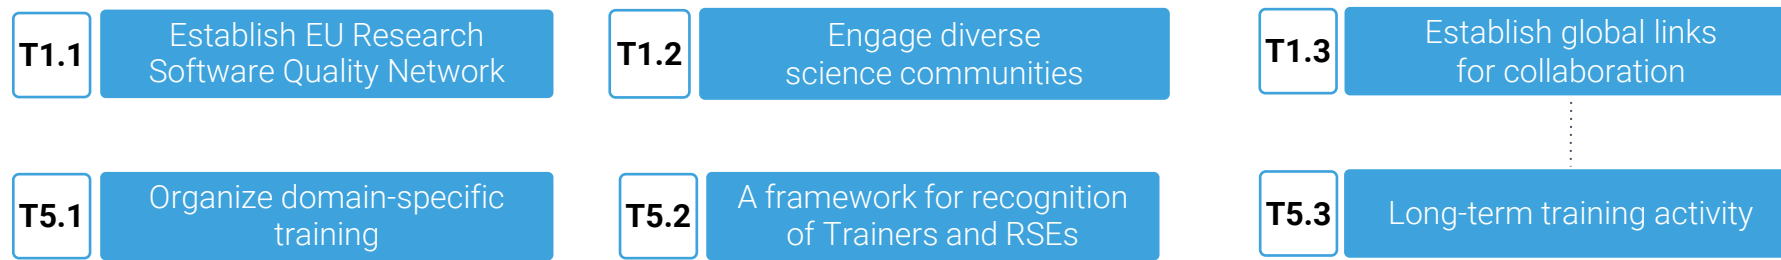 T1.1
Establish EU Research
Software Quality Network
T1.2
Engage diverse
science communities
T1.3
Establish global links
for collaboration
T5.1
Organize domain-specific
training
T5.2
A framework for recognition
of Trainers and RSEs
T5.3
Long-term training activity